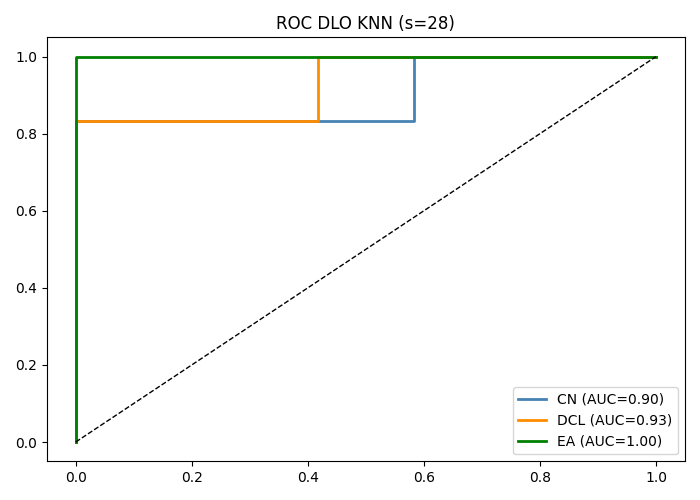 ROC DLO KNN (s=28)
1.0
0.8
0.6
0.4
0.2
0.0
0.0 0.2 0.4 0.6 0.8 1.0
CN (AUC=0.90)
DCL (AUC=0.93)
EA (AUC=1.00)